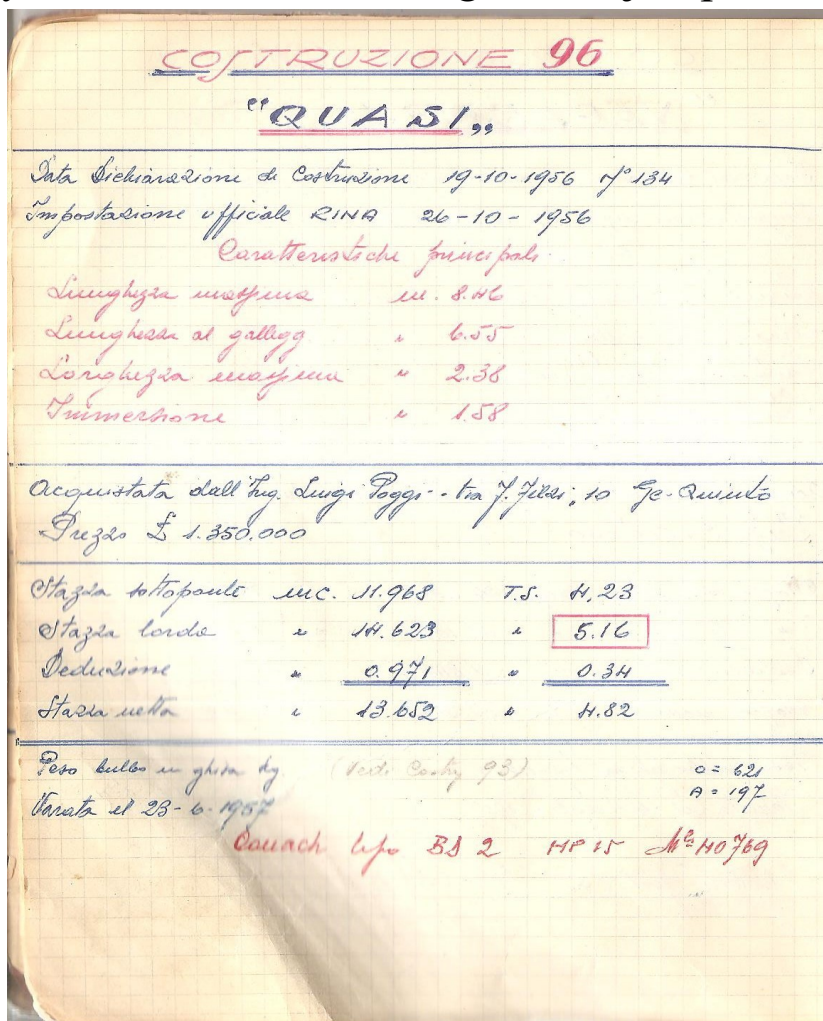 COSTRUZIONE 96
"QUASI„
Data Dichiarazione di Costruzione 19-10-1956 N° 134
Impostazione ufficiale RINA 26-10-1956
Caratteristiche principali
Lunghezza massima m. 8.46
Lunghezza al gallegg " 6.55
Larghezza massima " 2.38
Immersione " 1.58
Acquistata dall'Ing. Luigi Poggi - Via F. Filzi, 10 Ge-Quinto
Prezzo £ 1.350.000
Stazza sottoponte mc. 11.968 T.S. 4,23
Stazza lorda " 14.623 " 5.16
Deduzione " 0.971 " 0.34
Stazza netta " 13.652 " 4.82
Peso bulbo in ghisa kg. (Vedi Costruz 93) O = 621
A = 197
Varata il 23-6-1957
tipo BS 2 HP 15 N° 40769